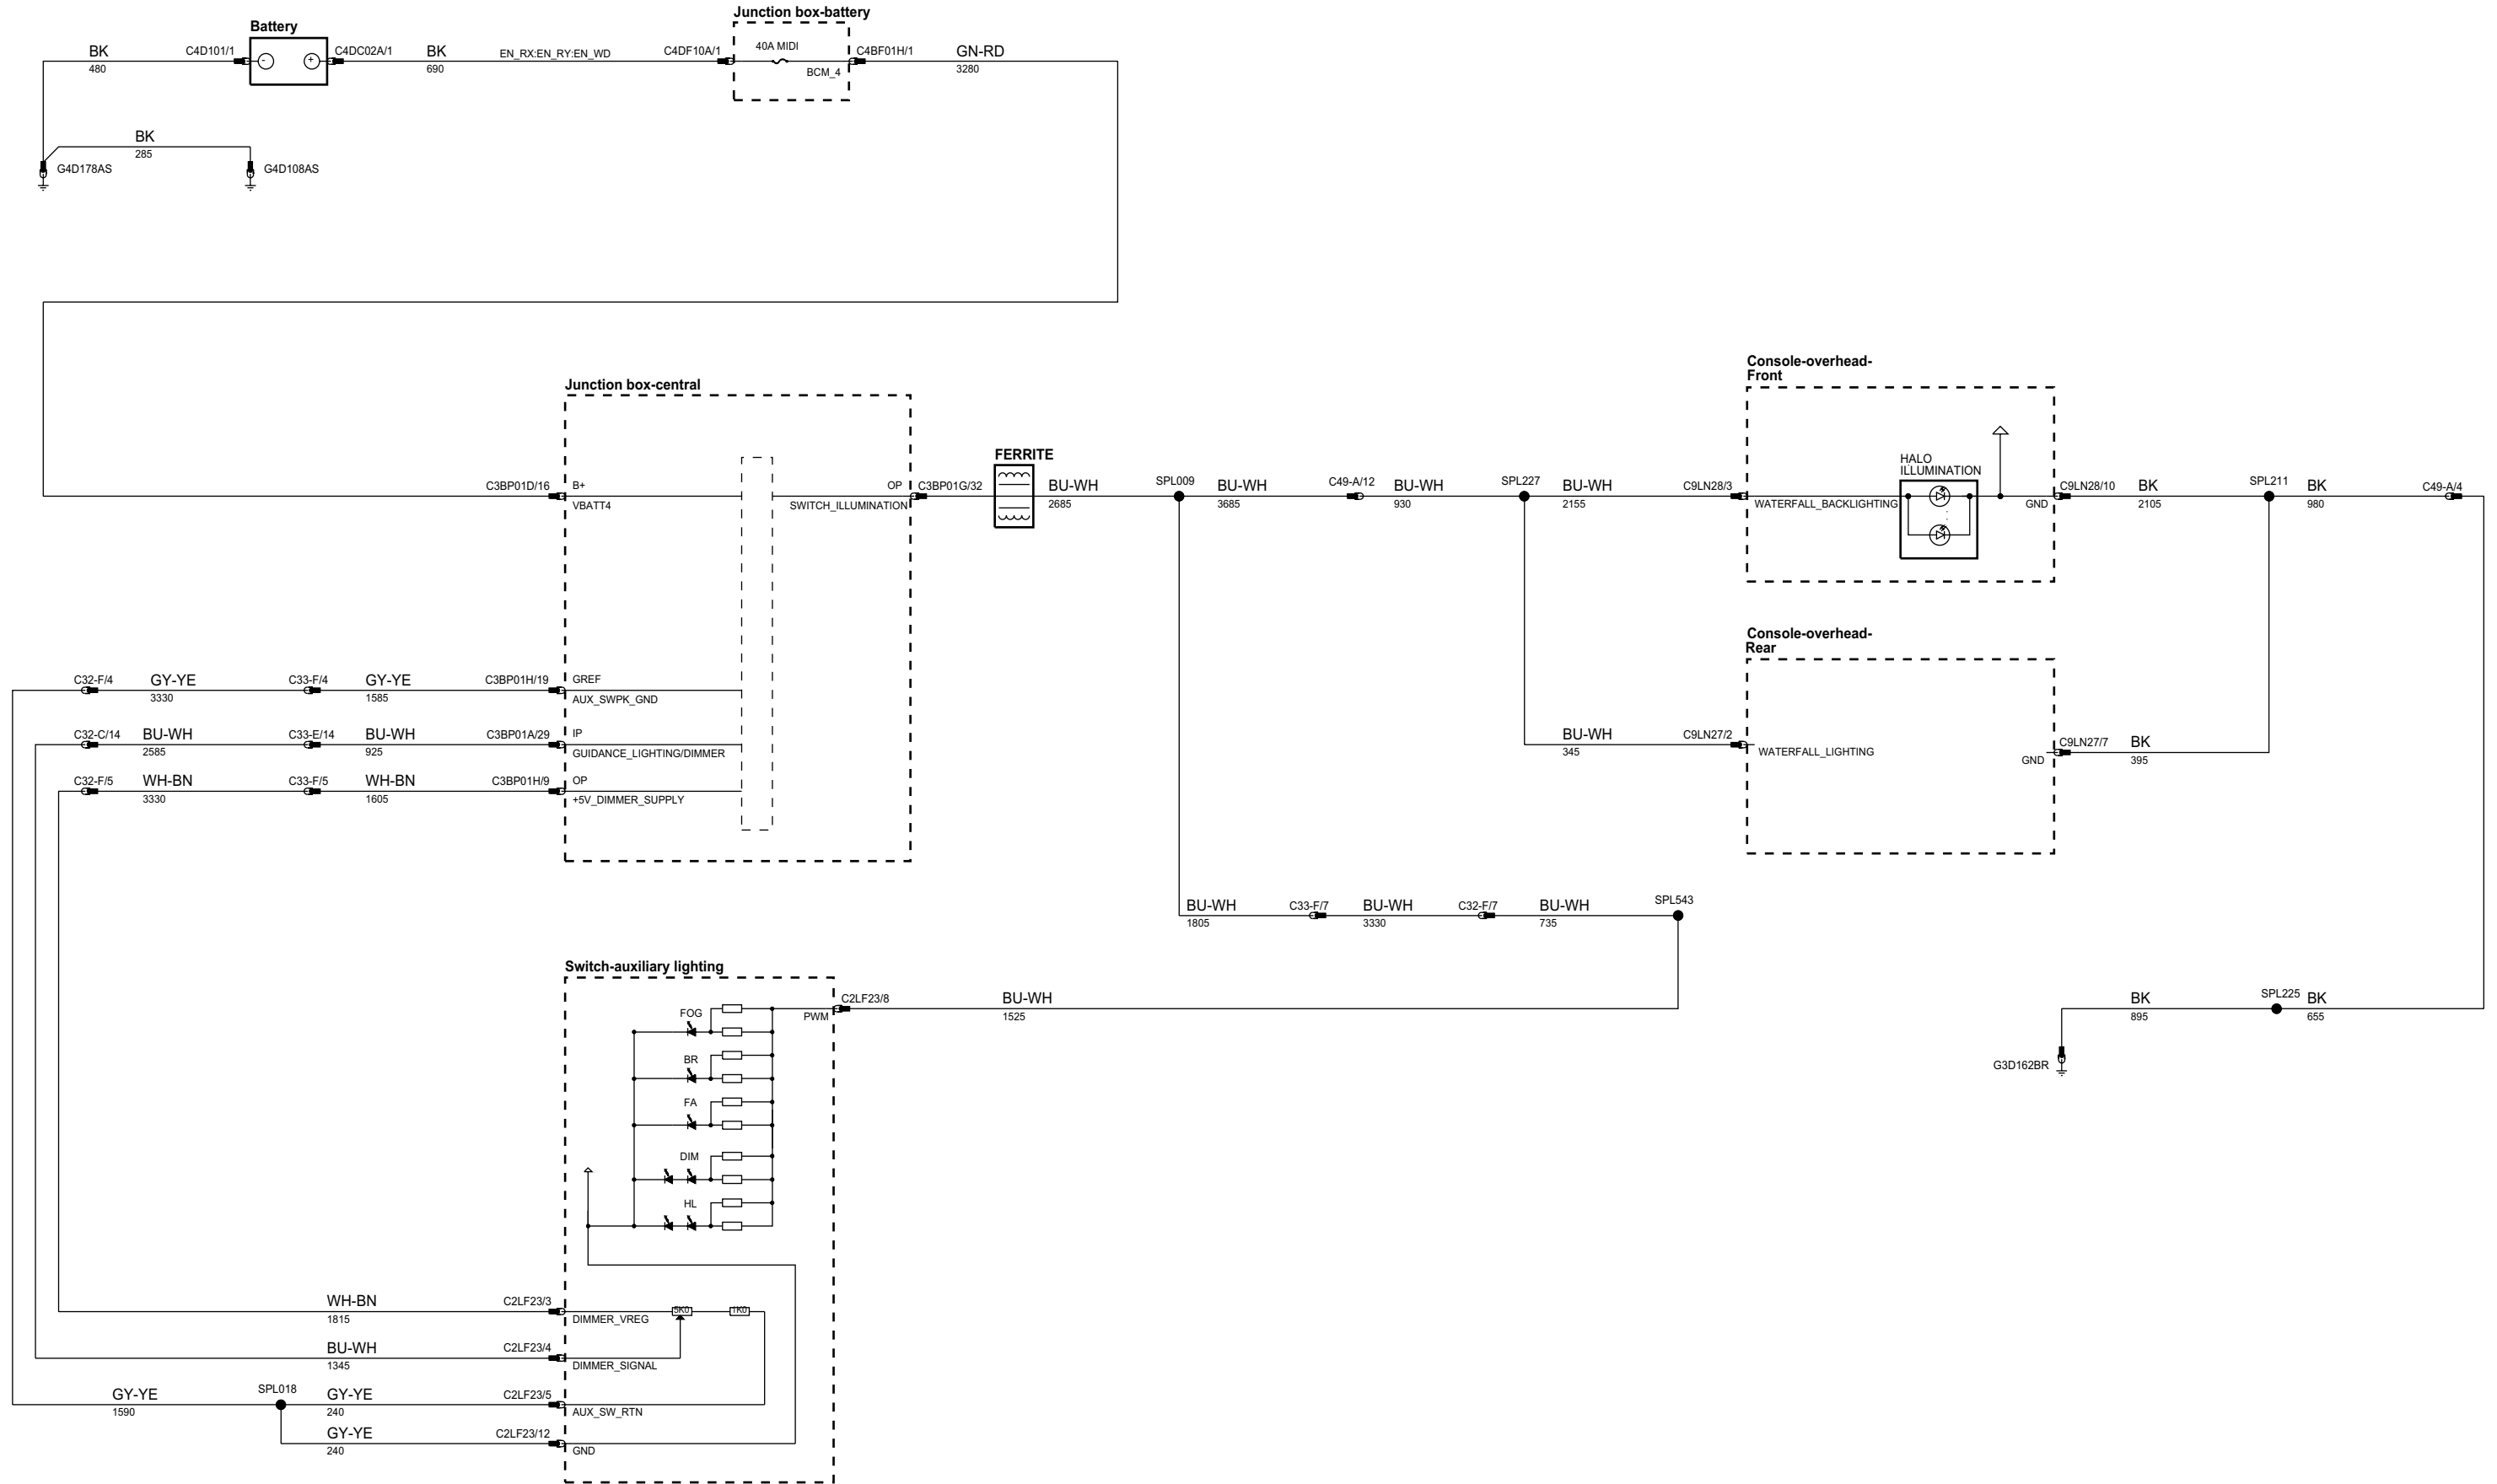 Junction box-battery
Battery
BK
480
C4D101/1
-
+
C4DC02A/1
BK
690
EN_RX:EN_RY:EN_WD
C4DF10A/1
40A MIDI
BCM_4
C4BF01H/1
GN-RD
3280
BK
285
G4D178AS
G4D108AS
Junction box-central
C3BP01D/16
B+
VBATT4
OP
SWITCH_ILLUMINATION
C3BP01G/32
FERRITE
BU-WH
2685
SPL009
BU-WH
3685
C49-A/12
BU-WH
930
SPL227
BU-WH
2155
C9LN28/3
Console-overhead-
Front
WATERFALL_BACKLIGHTING
HALO
ILLUMINATION
GND
C9LN28/10
BK
2105
SPL211
BK
980
C49-A/4
Console-overhead-
Rear
BU-WH
345
C9LN27/2
WATERFALL_LIGHTING
GND
C9LN27/7
BK
395
C32-F/4
GY-YE
3330
C33-F/4
GY-YE
1585
C3BP01H/19
GREF
AUX_SWPK_GND
C32-C/14
BU-WH
2585
C33-E/14
BU-WH
925
C3BP01A/29
IP
GUIDANCE_LIGHTING/DIMMER
C32-F/5
WH-BN
3330
C33-F/5
WH-BN
1605
C3BP01H/9
OP
+5V_DIMMER_SUPPLY
BU-WH
1805
C33-F/7
BU-WH
3330
C32-F/7
BU-WH
735
SPL543
Switch-auxiliary lighting
FOG
BR
FA
DIM
HL
PWM
C2LF23/8
BU-WH
1525
BK
895
SPL225
BK
655
G3D162BR
WH-BN
1815
C2LF23/3
DIMMER_VREG
5K0
1K0
BU-WH
1345
C2LF23/4
DIMMER_SIGNAL
GY-YE
1590
SPL018
GY-YE
240
C2LF23/5
AUX_SW_RTN
GY-YE
240
C2LF23/12
GND